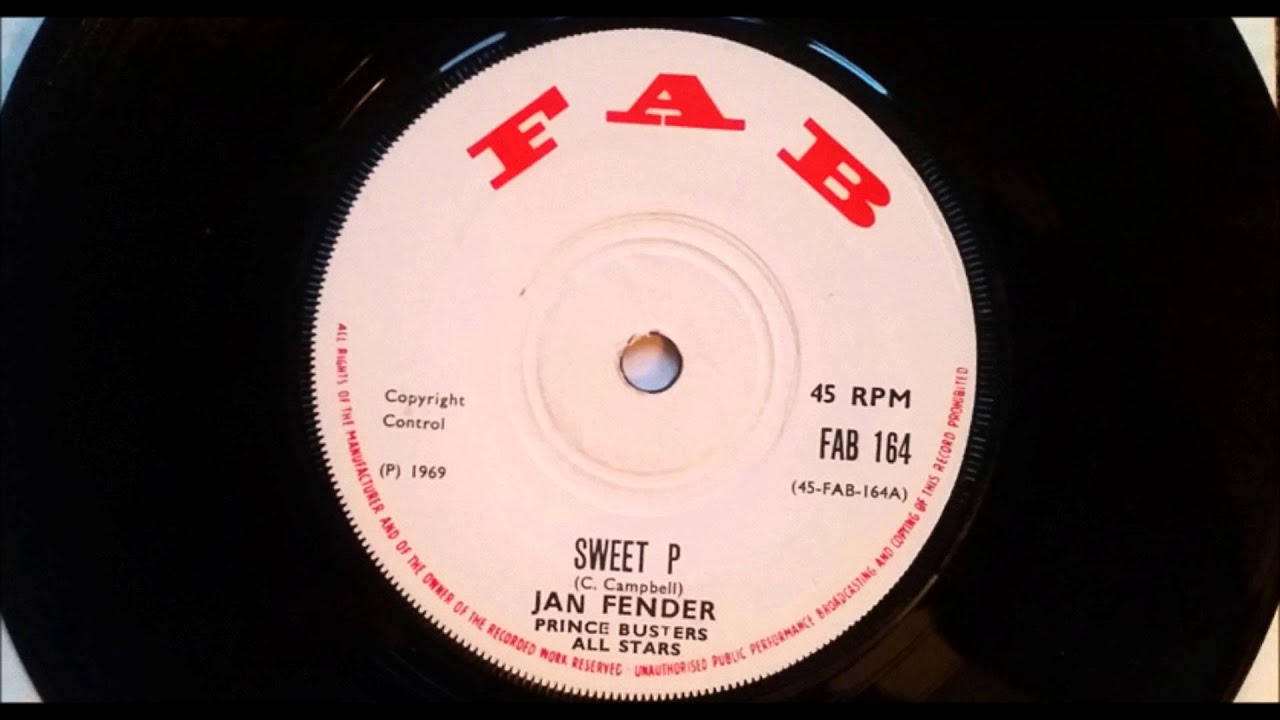 FAB
Copyright
Control
(P) 1969
45 RPM
FAB 164
(45-FAB-164A)
SWEET P
(C. Campbell)
JAN FENDER
PRINCE BUSTERS
ALL STARS
ALL RIGHTS OF THE MANUFACTURER AND OF THE OWNER OF THE RECORDED WORK RESERVED - UNAUTHORISED PUBLIC PERFORMANCE BROADCASTING AND COPYING OF THIS RECORD PROHIBITED